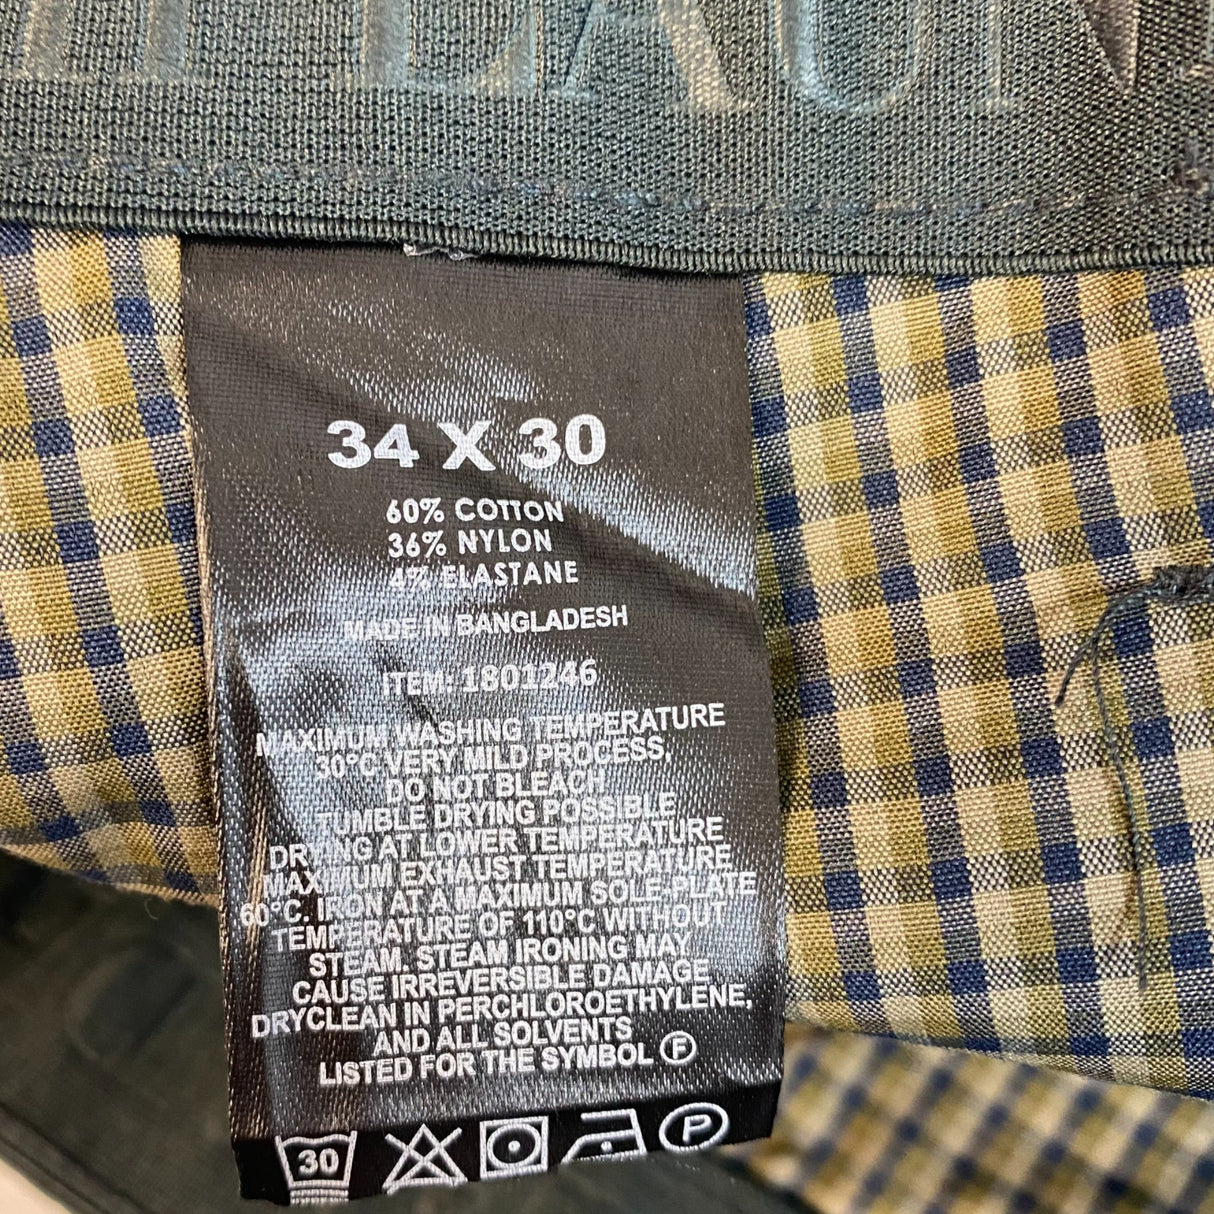 34 X 30
60% COTTON
36% NYLON
4% ELASTANE
MADE IN BANGLADESH
ITEM: 1801246
MAXIMUM WASHING TEMPERATURE
30°C VERY MILD PROCESS,
DO NOT BLEACH
TUMBLE DRYING POSSIBLE
DRYING AT LOWER TEMPERATURE
MAXIMUM EXHAUST TEMPERATURE
60°C. IRON AT A MAXIMUM SOLE-PLATE
TEMPERATURE OF 110°C WITHOUT
STEAM. STEAM IRONING MAY
CAUSE IRREVERSIBLE DAMAGE
DRYCLEAN IN PERCHLOROETHYLENE,
AND ALL SOLVENTS
LISTED FOR THE SYMBOL Ⓕ
30 P